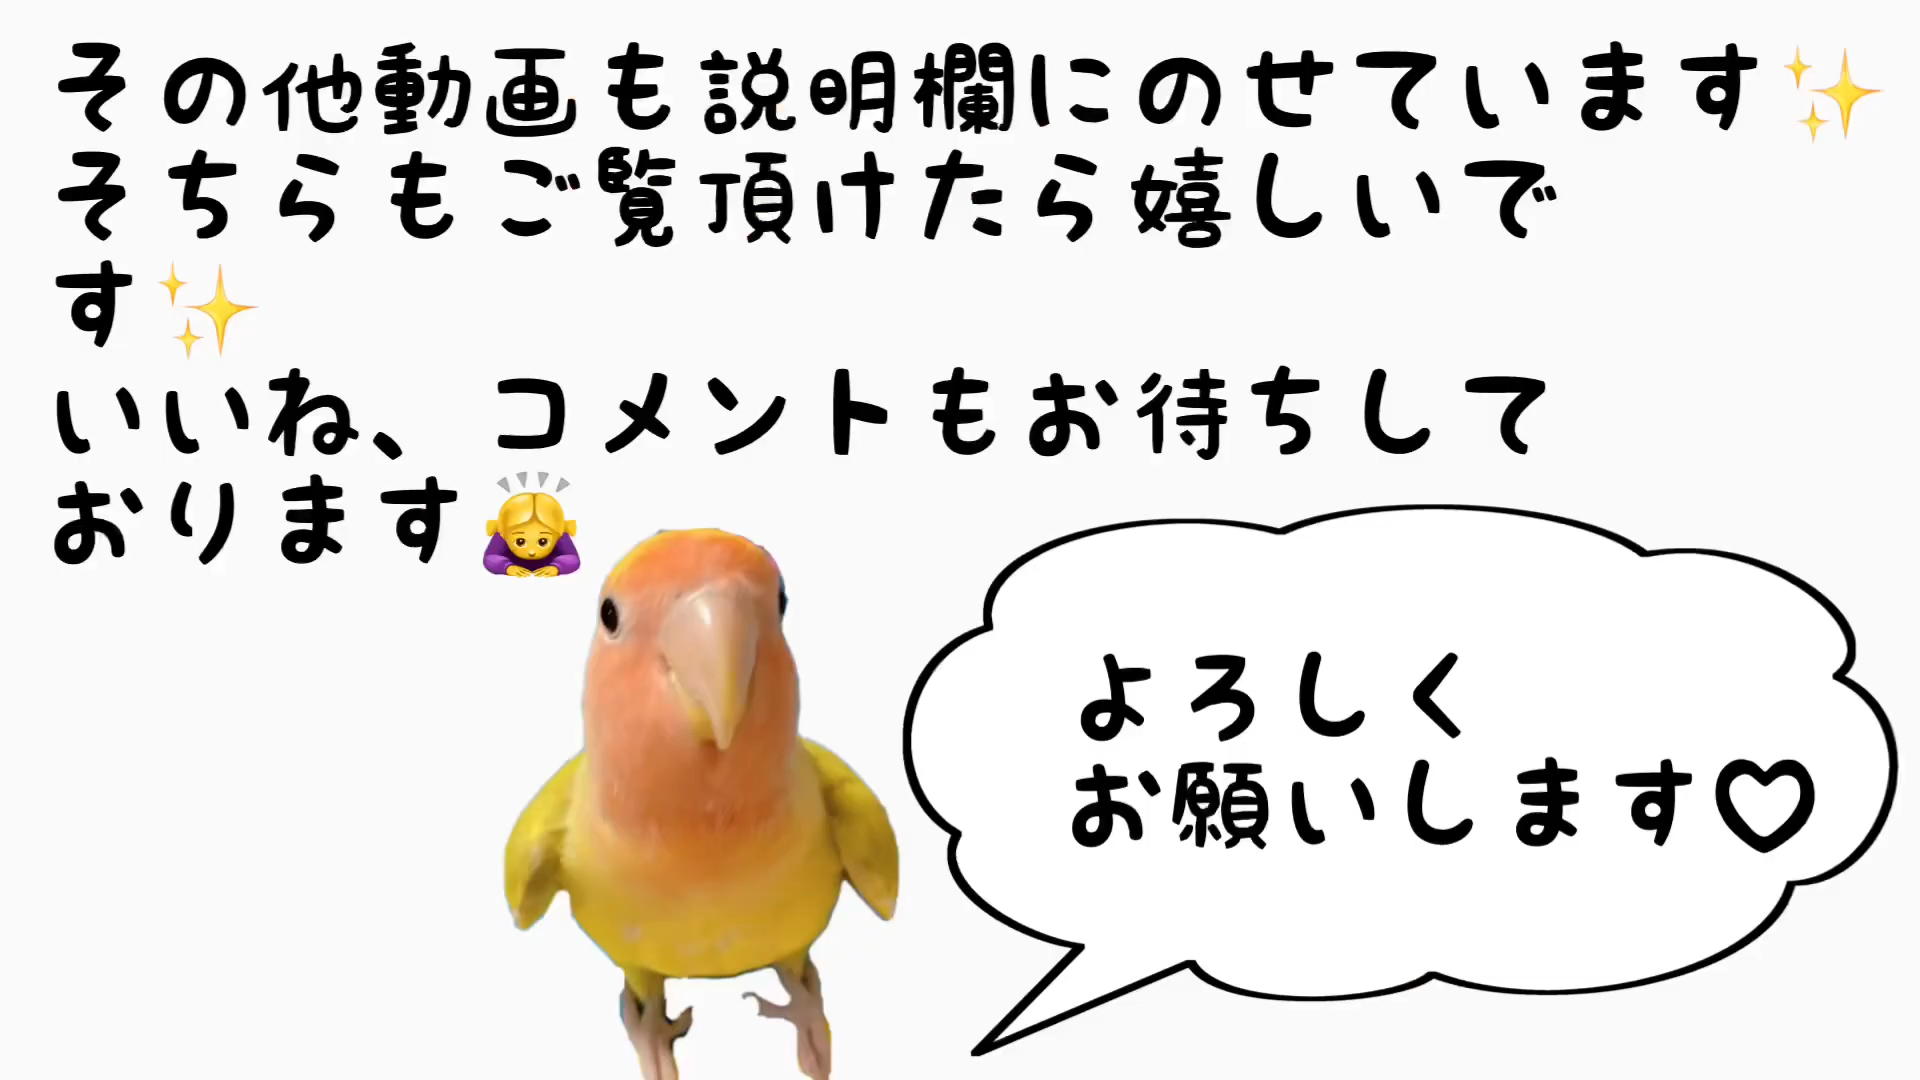 その他動画も説明欄にのせています✨
そちらもご覧頂けたら嬉しいで
す✨
いいね、コメントもお待ちして
おります🙇‍♀️
よろしく
お願いします♡